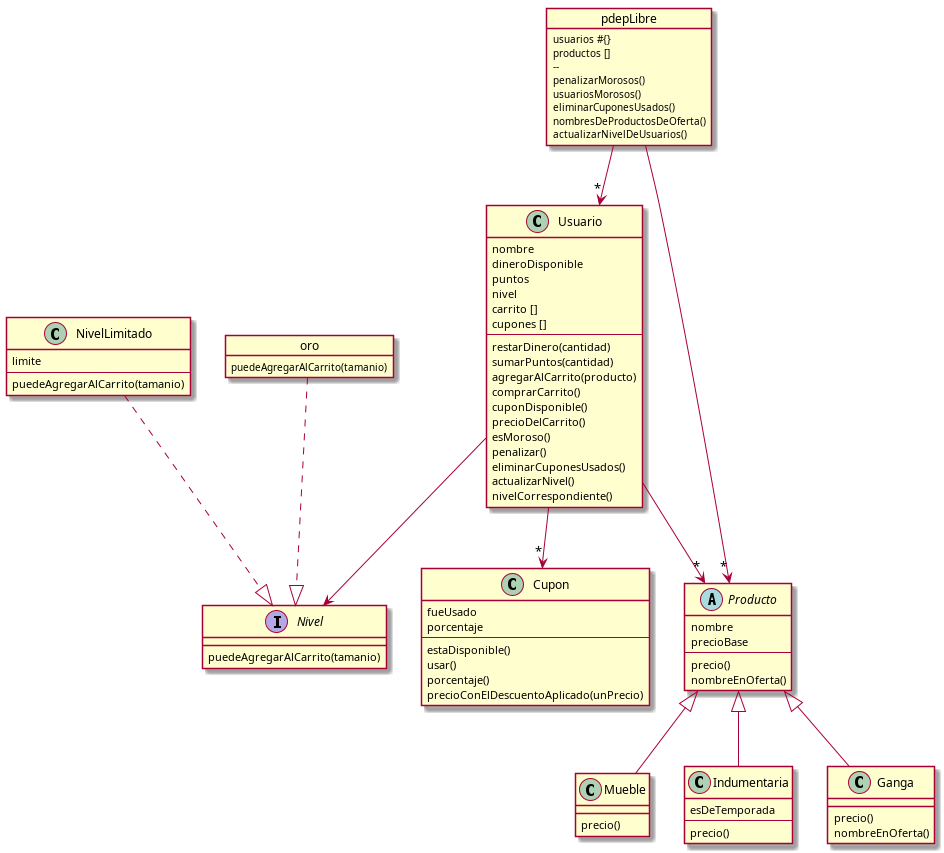 pdepLibre
usuarios #{}
productos []
--
penalizarMorosos()
usuariosMorosos()
eliminarCuponesUsados()
nombresDeProductosDeOferta()
actualizarNivelDeUsuarios()
*
C Usuario
nombre
dineroDisponible
puntos
nivel
carrito []
cupones []
restarDinero(cantidad)
sumarPuntos(cantidad)
agregarAlCarrito(producto)
comprarCarrito()
cuponDisponible()
precioDelCarrito()
esMoroso()
penalizar()
eliminarCuponesUsados()
actualizarNivel()
nivelCorrespondiente()
C NivelLimitado
limite
puedeAgregarAlCarrito(tamanio)
oro
puedeAgregarAlCarrito(tamanio)
*
* *
I Nivel
puedeAgregarAlCarrito(tamanio)
C Cupon
fueUsado
porcentaje
estaDisponible()
usar()
porcentaje()
precioConElDescuentoAplicado(unPrecio)
A Producto
nombre
precioBase
precio()
nombreEnOferta()
C Mueble
precio()
C Indumentaria
esDeTemporada
precio()
C Ganga
precio()
nombreEnOferta()